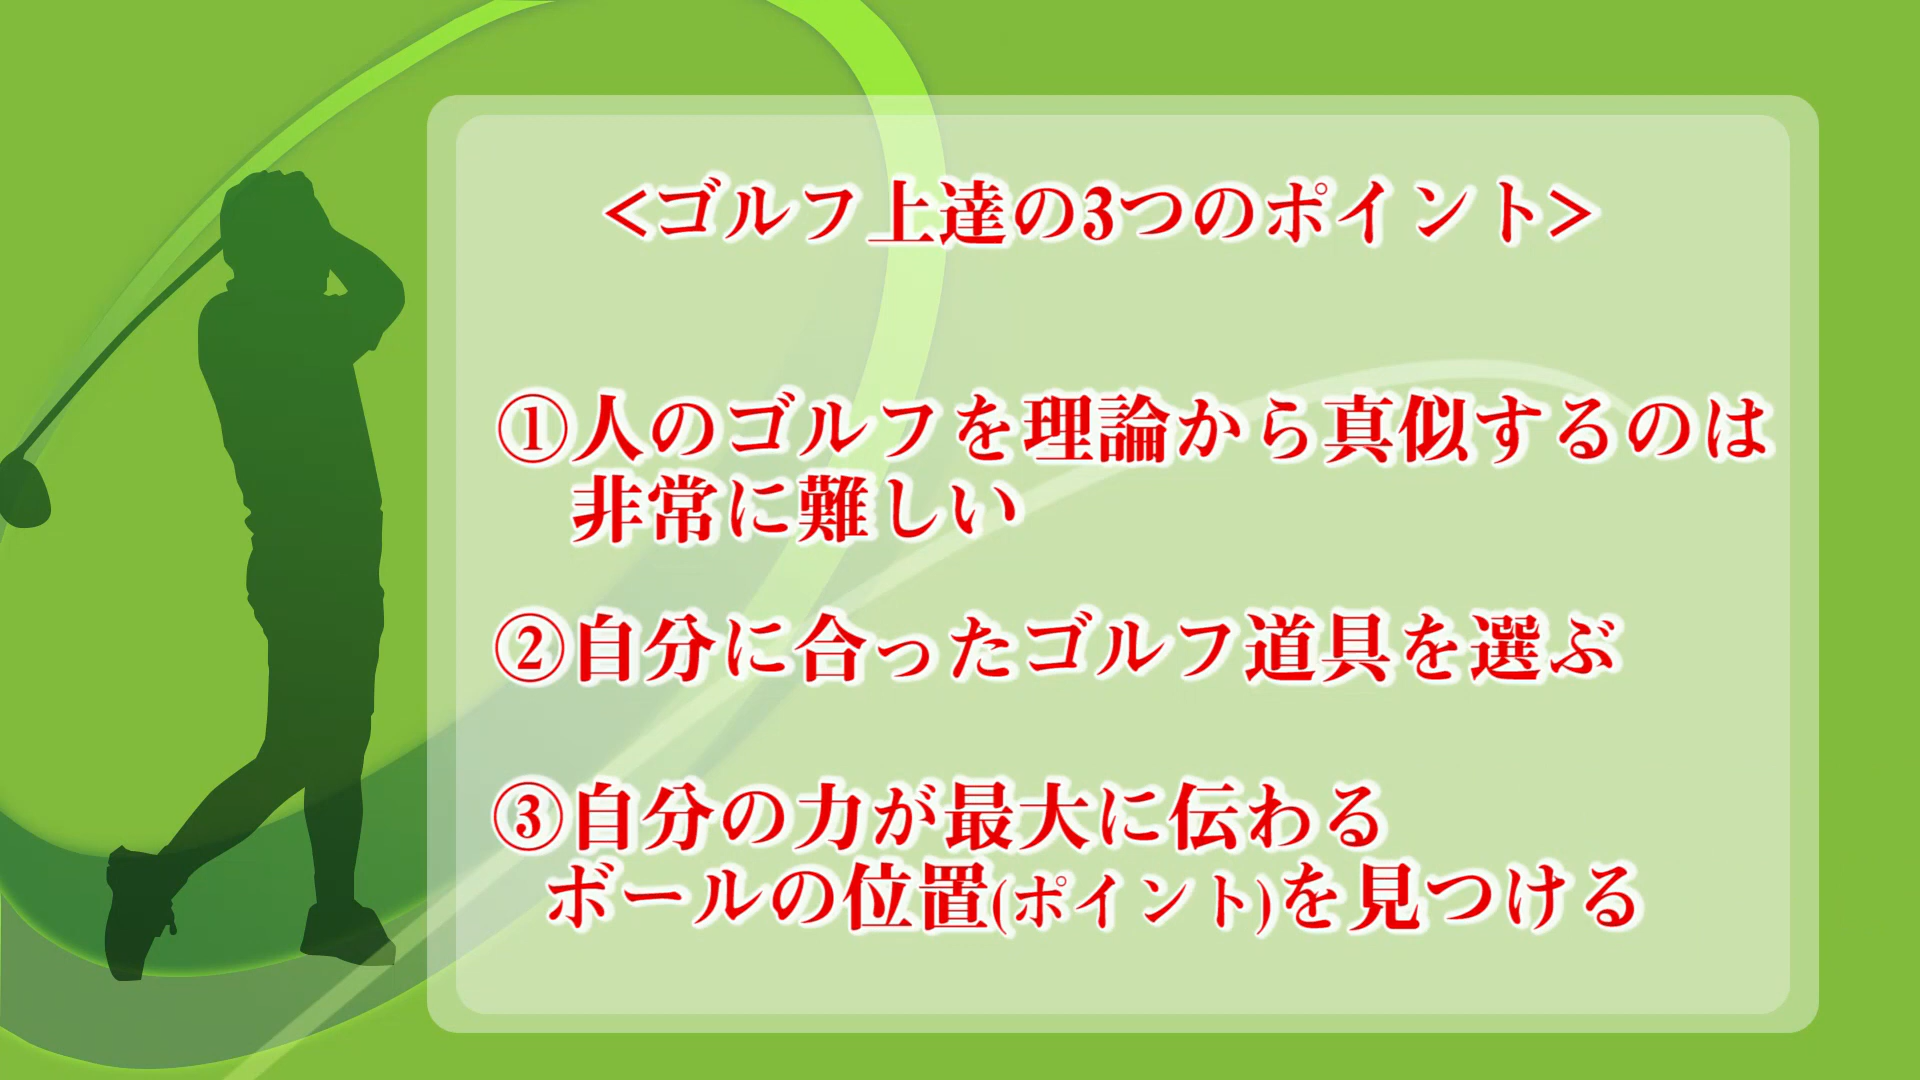 <ゴルフ上達の3つのポイント>
①人のゴルフを理論から真似するのは
非常に難しい
②自分に合ったゴルフ道具を選ぶ
③自分の力が最大に伝わる
ボールの位置(ポイント)を見つける